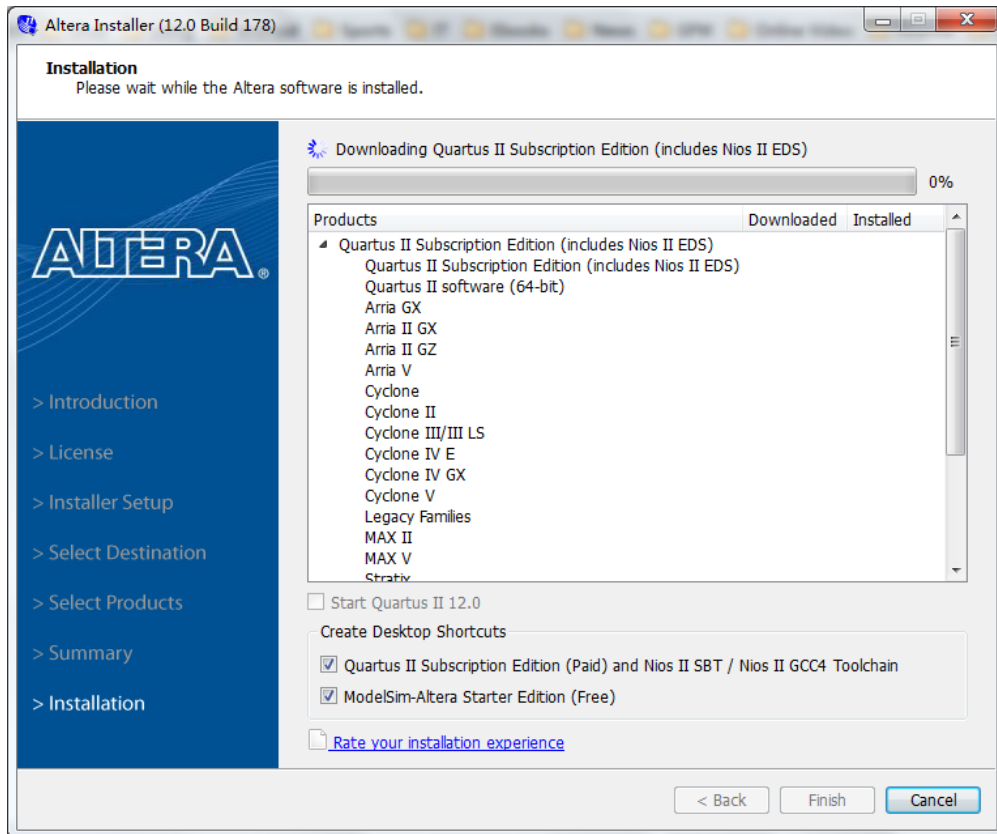 Altera Installer (12.0 Build 178)
Installation
Please wait while the Altera software is installed.
ALTERA®
> Introduction
> License
> Installer Setup
> Select Destination
> Select Products
> Summary
> Installation
Downloading Quartus II Subscription Edition (includes Nios II EDS)
0%
Products Downloaded Installed
Quartus II Subscription Edition (includes Nios II EDS)
Quartus II Subscription Edition (includes Nios II EDS)
Quartus II software (64-bit)
Arria GX
Arria II GX
Arria II GZ
Arria V
Cyclone
Cyclone II
Cyclone III/III LS
Cyclone IV E
Cyclone IV GX
Cyclone V
Legacy Families
MAX II
MAX V
Stratix
Start Quartus II 12.0
Create Desktop Shortcuts
Quartus II Subscription Edition (Paid) and Nios II SBT / Nios II GCC4 Toolchain
ModelSim-Altera Starter Edition (Free)
Rate your installation experience
< Back Finish Cancel